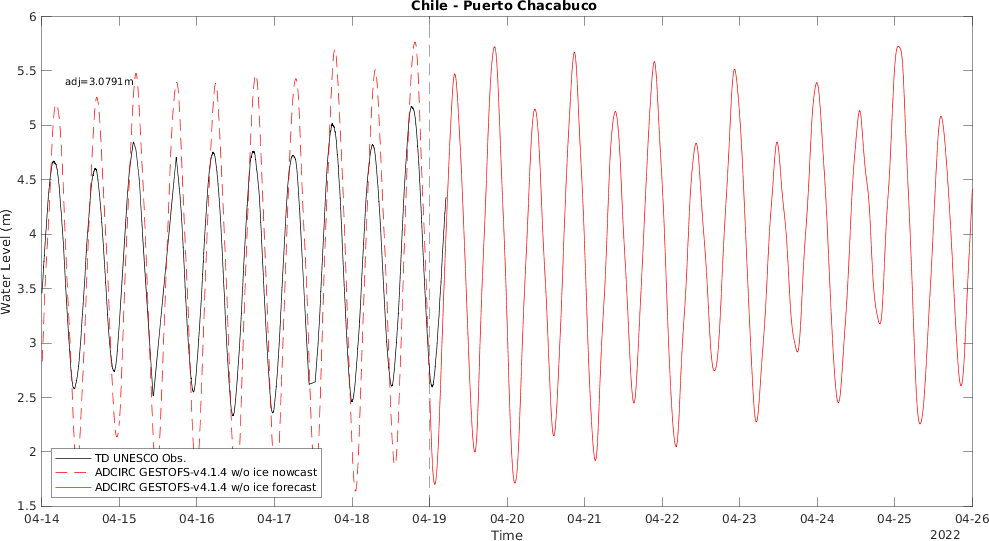 Chile - Puerto Chacabuco
6
5.5
5
4.5
4
3.5
3
2.5
2
1.5
Water Level (m)
adj=3.0791m
TD UNESCO Obs.
ADCIRC GESTOFS-v4.1.4 w/o ice nowcast
ADCIRC GESTOFS-v4.1.4 w/o ice forecast
04-14 04-15 04-16 04-17 04-18 04-19 04-20 04-21 04-22 04-23 04-24 04-25 04-26
Time
2022